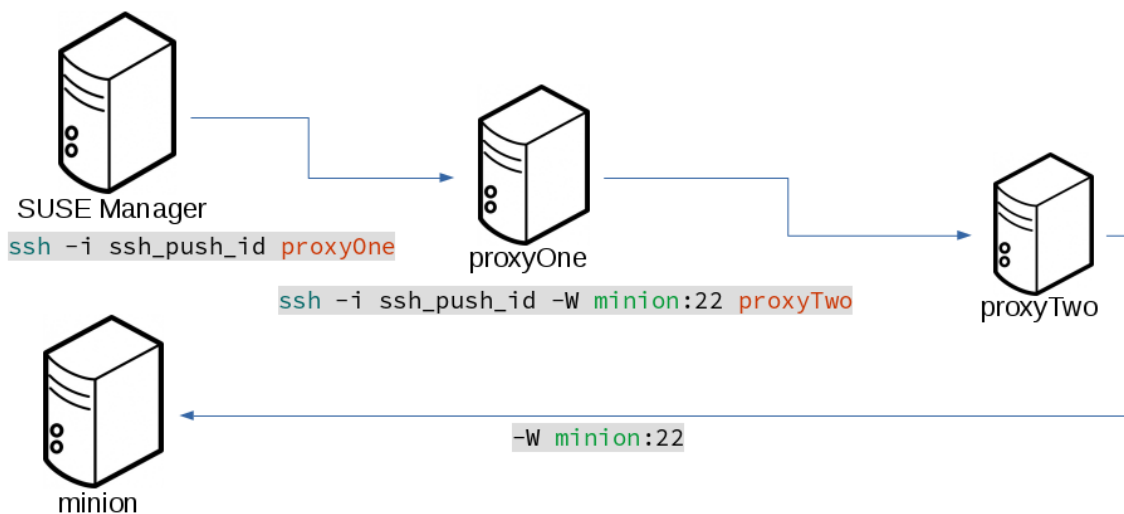 SUSE Manager
ssh -i ssh_push_id proxyOne
proxyOne
ssh -i ssh_push_id -W minion:22 proxyTwo
proxyTwo
-W minion:22
minion